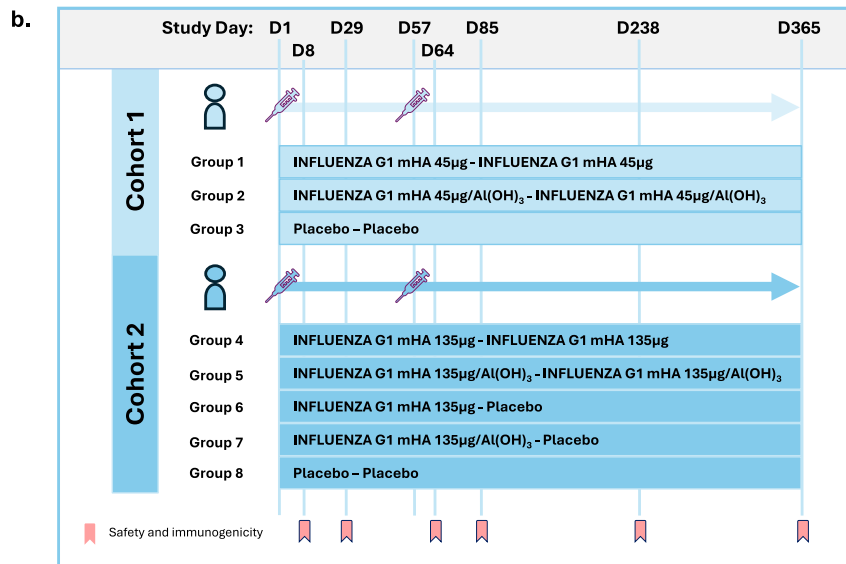 b.
Study Day: D1 D29 D57 D85 D238 D365
D8 D64
Cohort 1
Group 1 INFLUENZA G1 mHA 45µg - INFLUENZA G1 mHA 45µg
Group 2 INFLUENZA G1 mHA 45µg/Al(OH)₃ - INFLUENZA G1 mHA 45µg/Al(OH)₃
Group 3 Placebo – Placebo
Cohort 2
Group 4 INFLUENZA G1 mHA 135µg - INFLUENZA G1 mHA 135µg
Group 5 INFLUENZA G1 mHA 135µg/Al(OH)₃ - INFLUENZA G1 mHA 135µg/Al(OH)₃
Group 6 INFLUENZA G1 mHA 135µg - Placebo
Group 7 INFLUENZA G1 mHA 135µg/Al(OH)₃ - Placebo
Group 8 Placebo – Placebo
Safety and immunogenicity